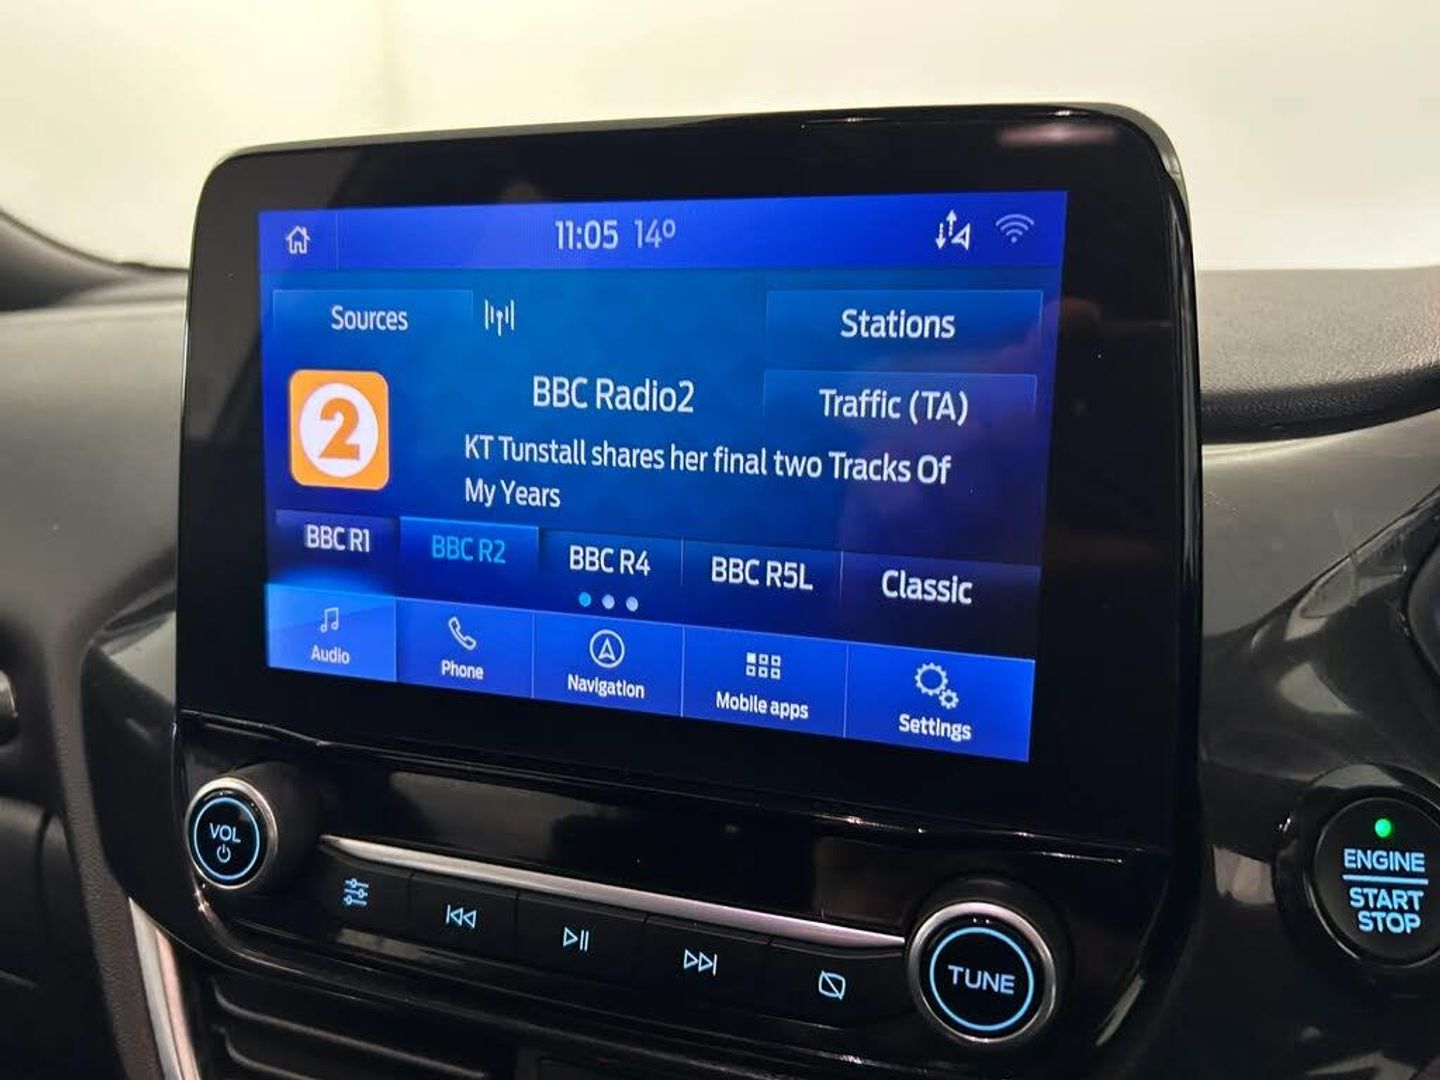 11:05 14°
Sources
Stations
2
BBC Radio2
Traffic (TA)
KT Tunstall shares her final two Tracks Of
My Years
BBC R1 BBC R2 BBC R4 BBC R5L Classic
Audio Phone Navigation Mobile apps Settings
VOL
TUNE
ENGINE
START
STOP